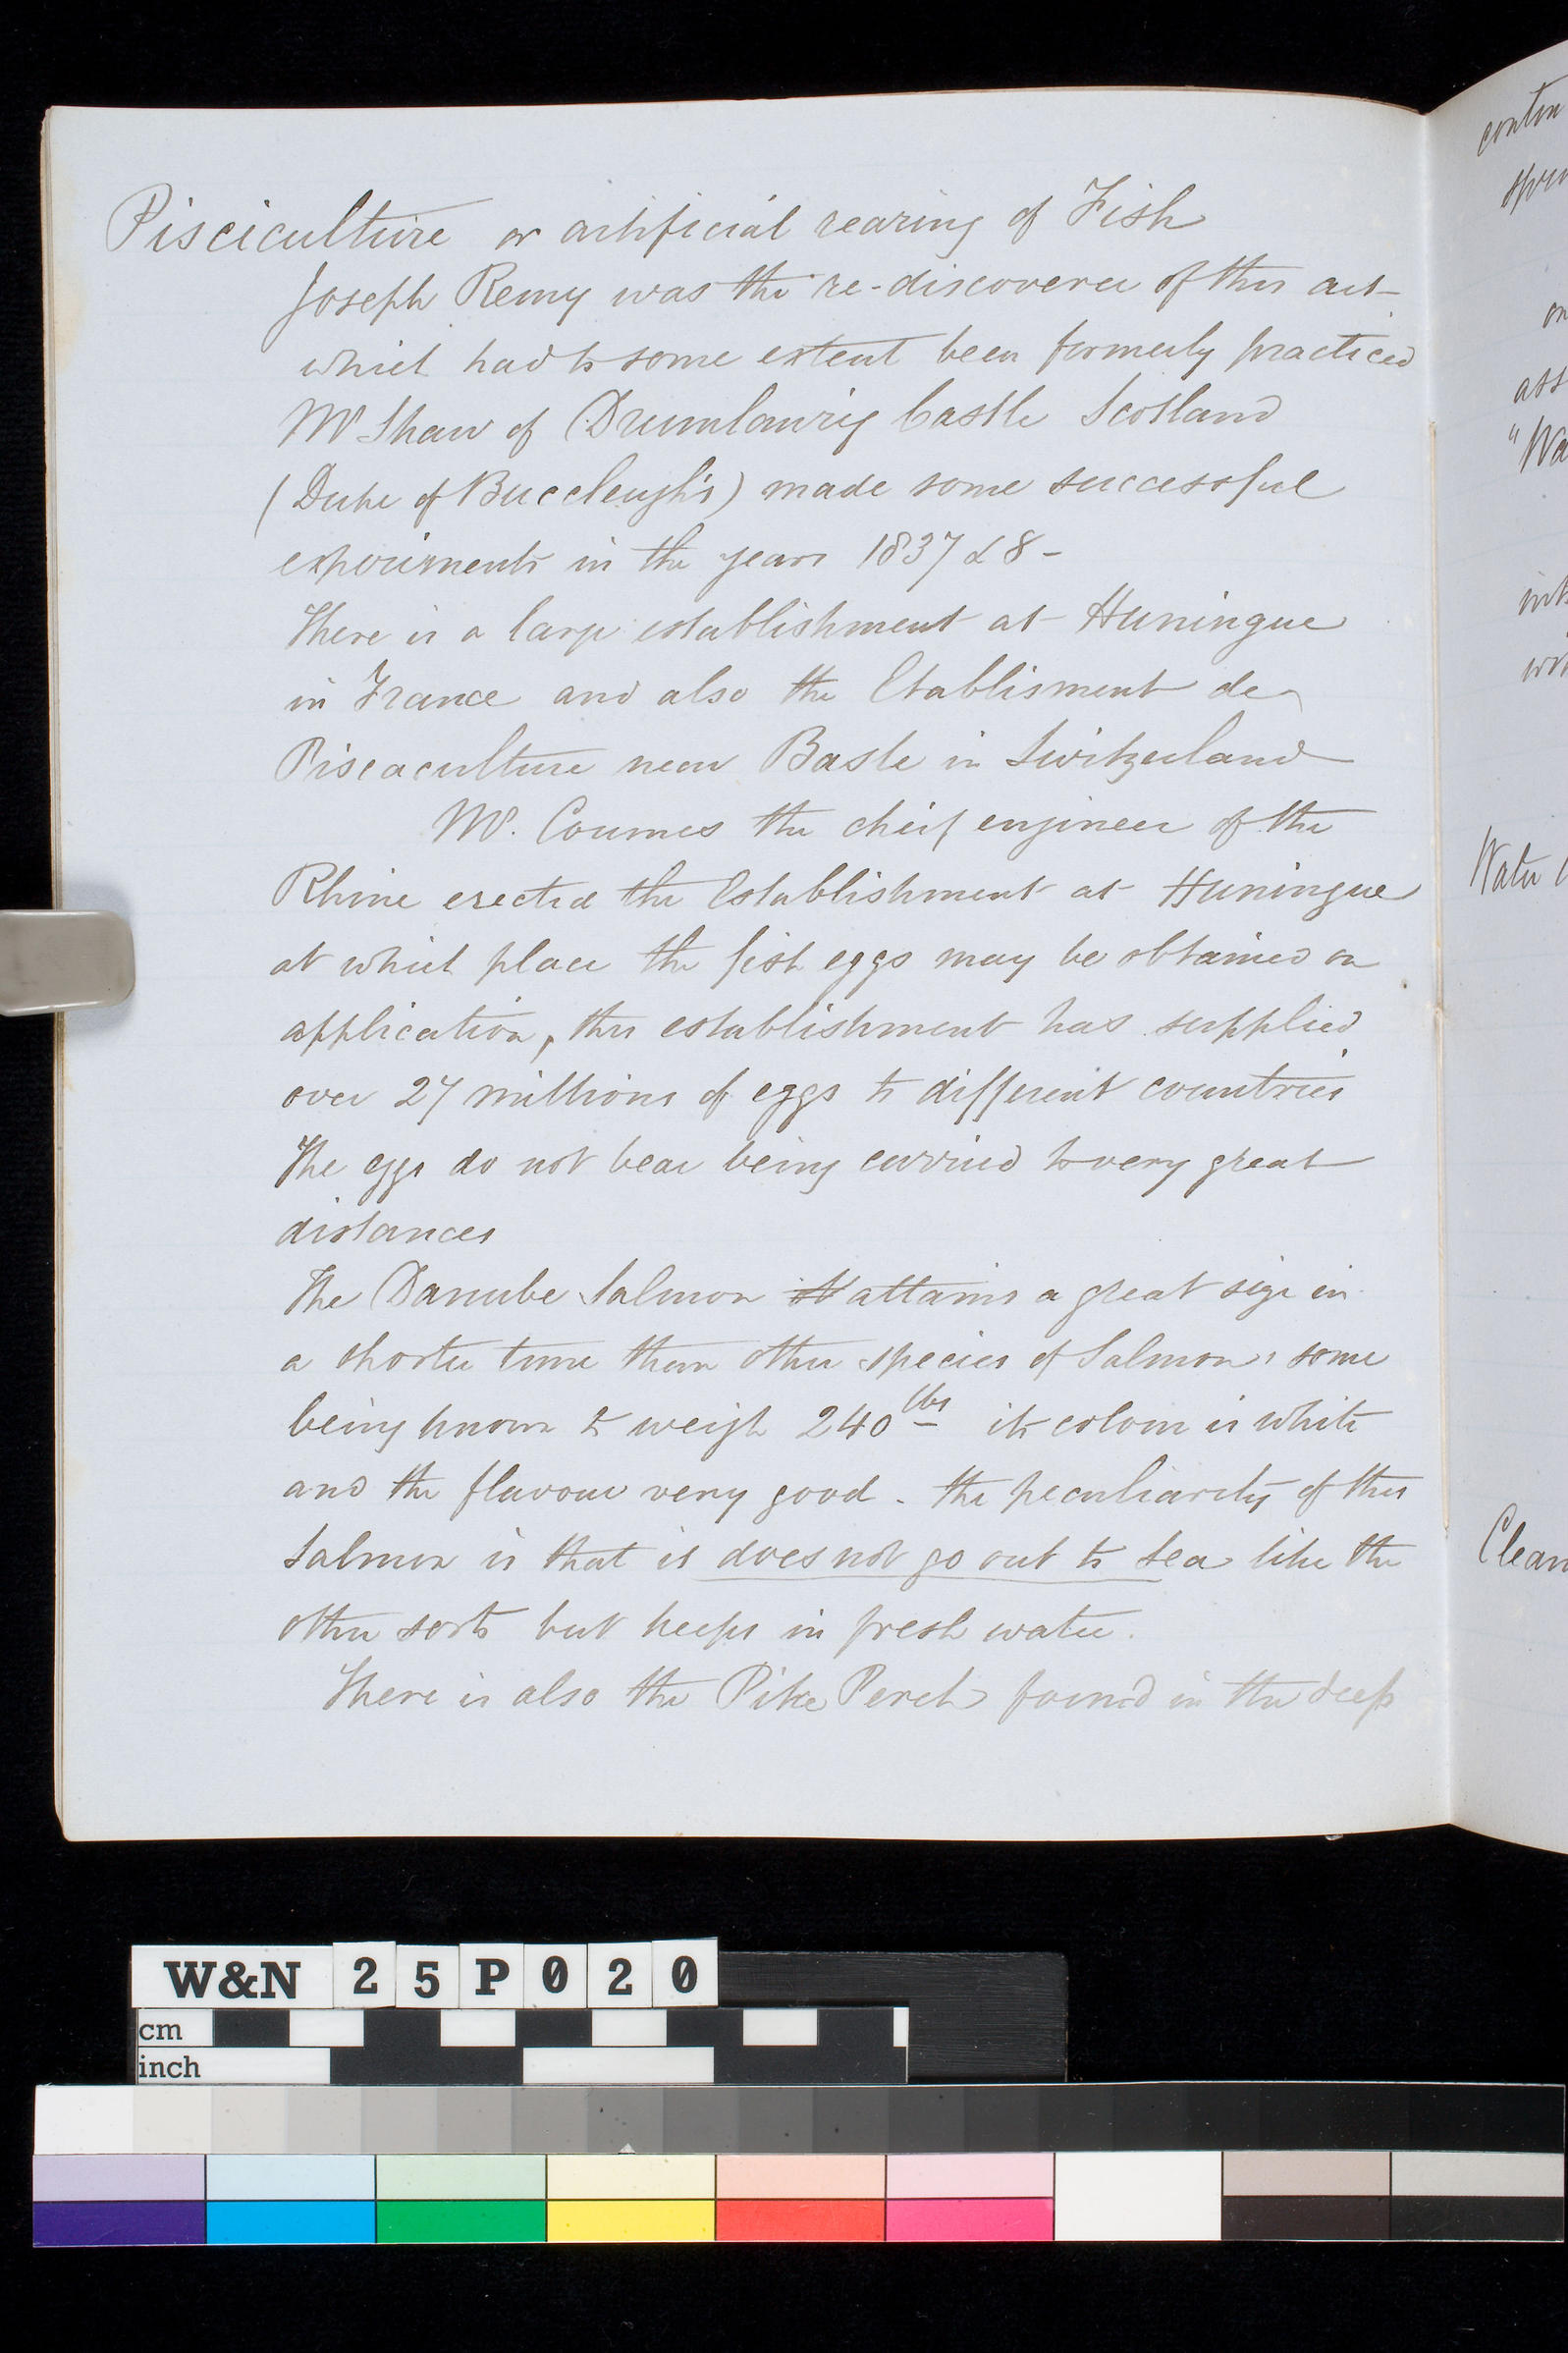 Pisciculture or artificial rearing of Fish
Joseph Remy was the re-discoverer of this art
which had to some extent been formerly practiced
Mr Shaw of Drumlanrig Castle Scotland
(Duke of Buccleugh's) made some successful
experiments in the years 1837 & 8 -
There is a large establishment at Huningue
in France and also the Etablisment de
Pisciaculture near Basle in Switzerland
Mr. Coumes the cheif engineer of the
Rhine erected the Establishment at Huningue
at which place the fish eggs may be obtained on
application, this establishment has supplied
over 27 millions of eggs to different countries
The eggs do not bear being carried to very great
distances
The Danube Salmon it attains a great size in
a shorter time than other species of Salmon, some
being known to weigh 240 lbs its colour is white
and the flavour very good - the peculiarity of this
Salmon is that is does not go out to Sea like the
other sorts but keeps in fresh water.
There is also the Pike Perch found in the deep
contin
on
ass
"Wa
Water
Clean
W&N 25P020
cm
inch